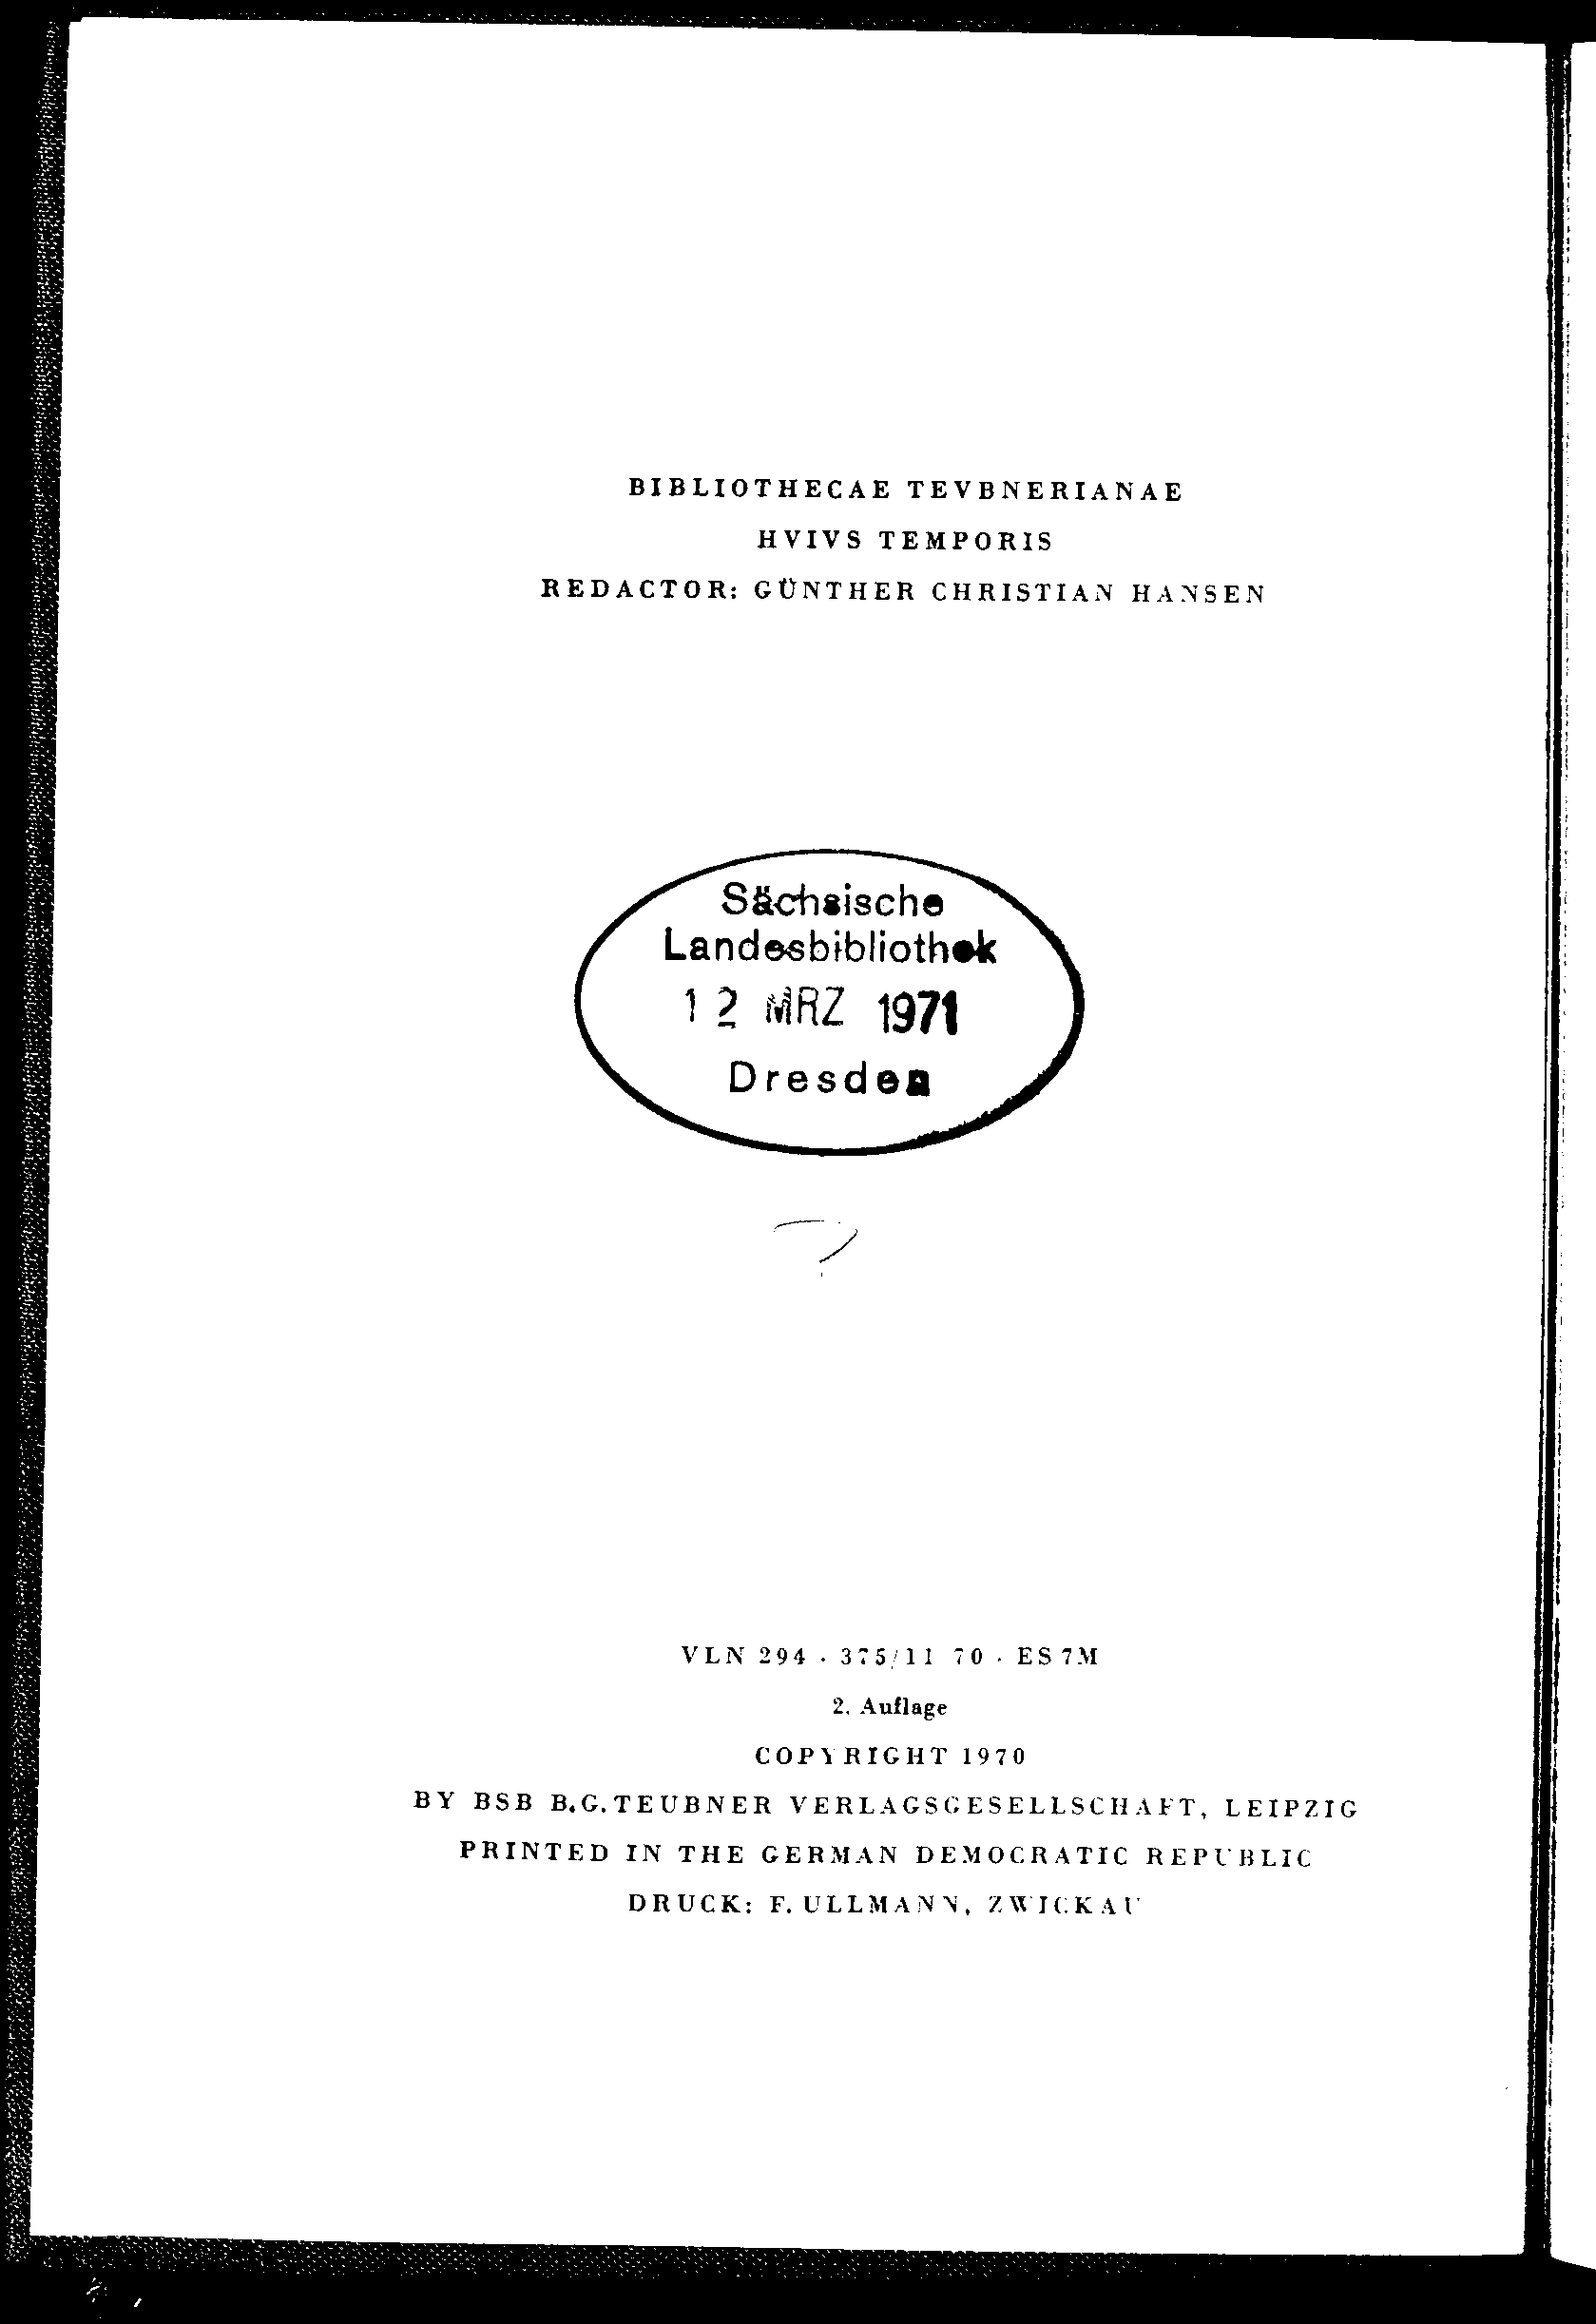 BIBLIOTHECAE TEVBNERIANAE
HVIVS TEMPORIS
REDACTOR: GÜNTHER CHRISTIAN HANSEN
Sächsische
Landesbibliothek
12 MRZ 1971
Dresden
VLN 294 · 375/11 70 · ES 7M
2. Auflage
COPYRIGHT 1970
BY BSB B.G. TEUBNER VERLAGSGESELLSCHAFT, LEIPZIG
PRINTED IN THE GERMAN DEMOCRATIC REPUBLIC
DRUCK: F. ULLMANN, ZWICKAU